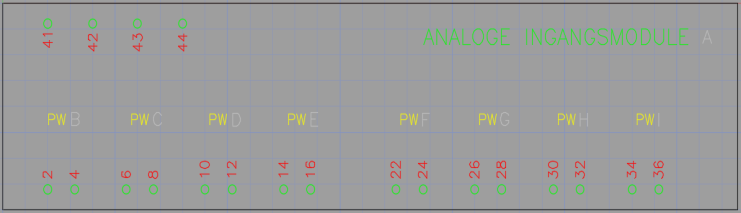 41 42 43 44
ANALOGE INGANGSMODULE A
PW B PW C PW D PW E PW F PW G PW H PW I
2 4 6 8 10 12 14 16 22 24 26 28 30 32 34 36